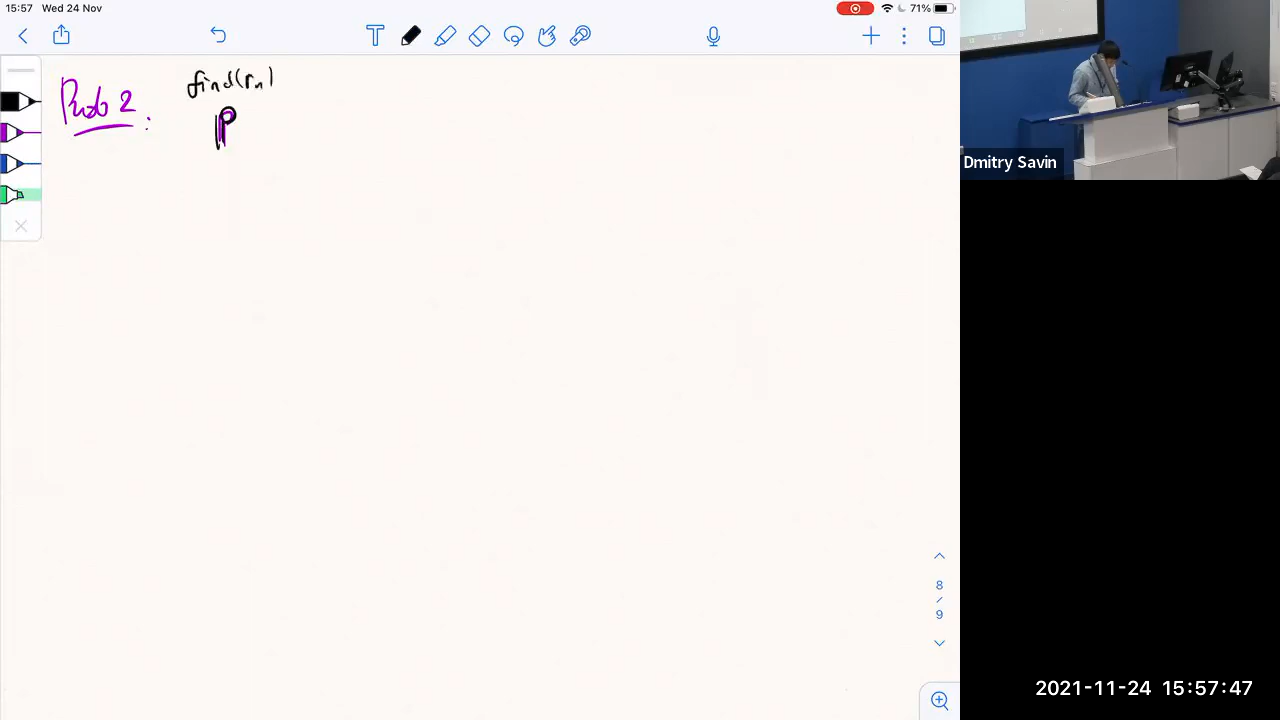 15:57 Wed 24 Nov 71%
find(rn)
Prob 2:
P
Dmitry Savin
8
/
9
2021-11-24 15:57:47